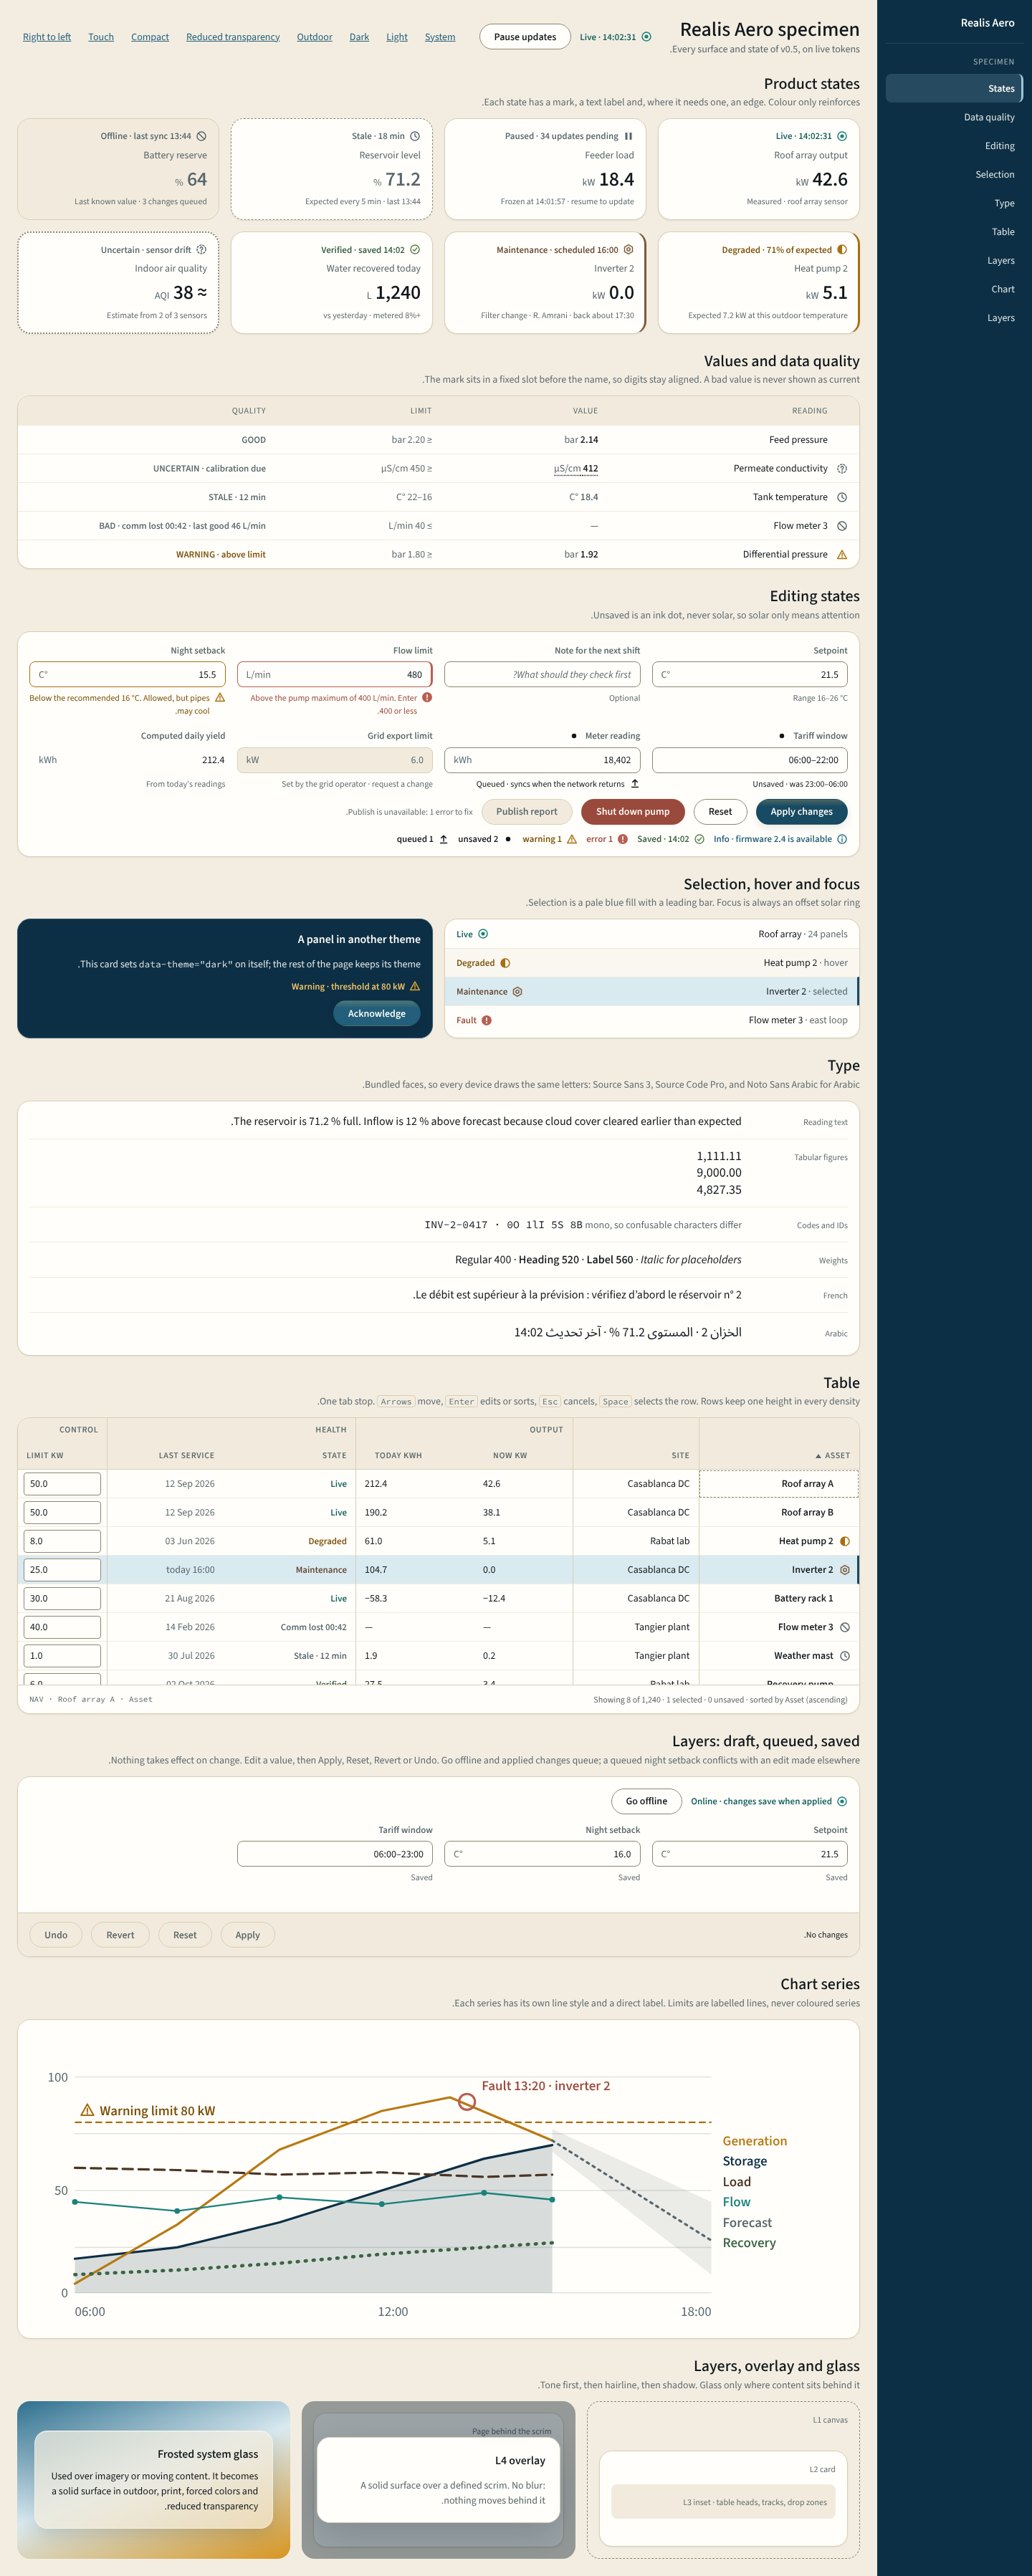 Realis Aero
SPECIMEN
States
Data quality
Editing
Selection
Type
Table
Layers
Chart
Layers
Realis Aero specimen
.Every surface and state of v0.5, on live tokens
Live · 14:02:31
Pause updates
System
Light
Dark
Outdoor
Reduced transparency
Compact
Touch
Right to left
Product states
.Each state has a mark, a text label and, where it needs one, an edge. Colour only reinforces
Live · 14:02:31
Roof array output
kW 42.6
Measured · roof array sensor
Paused · 34 updates pending
Feeder load
kW 18.4
Frozen at 14:01:57 · resume to update
Stale · 18 min
Reservoir level
% 71.2
Expected every 5 min · last 13:44
Offline · last sync 13:44
Battery reserve
% 64
Last known value · 3 changes queued
Degraded · 71% of expected
Heat pump 2
kW 5.1
Expected 7.2 kW at this outdoor temperature
Maintenance · scheduled 16:00
Inverter 2
kW 0.0
Filter change · R. Amrani · back about 17:30
Verified · saved 14:02
Water recovered today
L 1,240
vs yesterday · metered 8%+
Uncertain · sensor drift
Indoor air quality
AQI 38 ≈
Estimate from 2 of 3 sensors
Values and data quality
.The mark sits in a fixed slot before the name, so digits stay aligned. A bad value is never shown as current
READING VALUE LIMIT QUALITY
Feed pressure bar 2.14 bar 2.20 ≥ GOOD
Permeate conductivity µS/cm 412 µS/cm 450 ≥ UNCERTAIN · calibration due
Tank temperature C° 18.4 C° 22–16 STALE · 12 min
Flow meter 3 — L/min 40 ≤ BAD · comm lost 00:42 · last good 46 L/min
Differential pressure bar 1.92 bar 1.80 ≥ WARNING · above limit
Editing states
.Unsaved is an ink dot, never solar, so solar only means attention
Setpoint
C° 21.5
Range 16–26 °C
Note for the next shift
?What should they check first
Optional
Flow limit
L/min 480
Above the pump maximum of 400 L/min. Enter
.400 or less
Night setback
C° 15.5
Below the recommended 16 °C. Allowed, but pipes
.may cool
Tariff window
06:00–22:00
Unsaved · was 23:00–06:00
Meter reading
kWh 18,402
Queued · syncs when the network returns
Grid export limit
kW 6.0
Set by the grid operator · request a change
Computed daily yield
kWh 212.4
From today's readings
Apply changes
Reset
Shut down pump
Publish report
.Publish is unavailable: 1 error to fix
Info · firmware 2.4 is available
Saved · 14:02
error 1
warning 1
unsaved 2
queued 1
Selection, hover and focus
.Selection is a pale blue fill with a leading bar. Focus is always an offset solar ring
Roof array · 24 panels Live
Heat pump 2 · hover Degraded
Inverter 2 · selected Maintenance
Flow meter 3 · east loop Fault
A panel in another theme
.This card sets data-theme="dark" on itself; the rest of the page keeps its theme
Warning · threshold at 80 kW
Acknowledge
Type
.Bundled faces, so every device draws the same letters: Source Sans 3, Source Code Pro, and Noto Sans Arabic for Arabic
Reading text
.The reservoir is 71.2 % full. Inflow is 12 % above forecast because cloud cover cleared earlier than expected
Tabular figures
1,111.11
9,000.00
4,827.35
Codes and IDs
INV-2-0417 · 0O 1lI 5S 8B mono, so confusable characters differ
Weights
Regular 400 · Heading 520 · Label 560 · Italic for placeholders
French
.Le débit est supérieur à la prévision : vérifiez d'abord le réservoir n° 2
Arabic
الخزان 2 · المستوى 71.2 % · آخر تحديث 14:02
Table
.One tab stop. Arrows move, Enter edits or sorts, Esc cancels, Space selects the row. Rows keep one height in every density
OUTPUT HEALTH CONTROL
ASSET SITE NOW KW TODAY KWH STATE LAST SERVICE LIMIT KW
Roof array A Casablanca DC 42.6 212.4 Live 12 Sep 2026 50.0
Roof array B Casablanca DC 38.1 190.2 Live 12 Sep 2026 50.0
Heat pump 2 Rabat lab 5.1 61.0 Degraded 03 Jun 2026 8.0
Inverter 2 Casablanca DC 0.0 104.7 Maintenance today 16:00 25.0
Battery rack 1 Casablanca DC −12.4 −58.3 Live 21 Aug 2026 30.0
Flow meter 3 Tangier plant — — Comm lost 00:42 14 Feb 2026 40.0
Weather mast Tangier plant 0.2 1.9 Stale · 12 min 30 Jul 2026 1.0
Recovery pump Rabat lab 3.4 27.5 Verified 02 Oct 2026 6.0
Showing 8 of 1,240 · 1 selected · 0 unsaved · sorted by Asset (ascending)
NAV · Roof array A · Asset
Layers: draft, queued, saved
.Nothing takes effect on change. Edit a value, then Apply, Reset, Revert or Undo. Go offline and applied changes queue; a queued night setback conflicts with an edit made elsewhere
Online · changes save when applied
Go offline
Setpoint
C° 21.5
Saved
Night setback
C° 16.0
Saved
Tariff window
06:00–23:00
Saved
.No changes
Apply
Reset
Revert
Undo
Chart series
.Each series has its own line style and a direct label. Limits are labelled lines, never coloured series
100
50
0
Fault 13:20 · inverter 2
Warning limit 80 kW
Generation
Storage
Load
Flow
Forecast
Recovery
06:00
12:00
18:00
Layers, overlay and glass
.Tone first, then hairline, then shadow. Glass only where content sits behind it
L1 canvas
L2 card
L3 inset · table heads, tracks, drop zones
Page behind the scrim
L4 overlay
A solid surface over a defined scrim. No blur:
.nothing moves behind it
Frosted system glass
Used over imagery or moving content. It becomes
a solid surface in outdoor, print, forced colors and
.reduced transparency